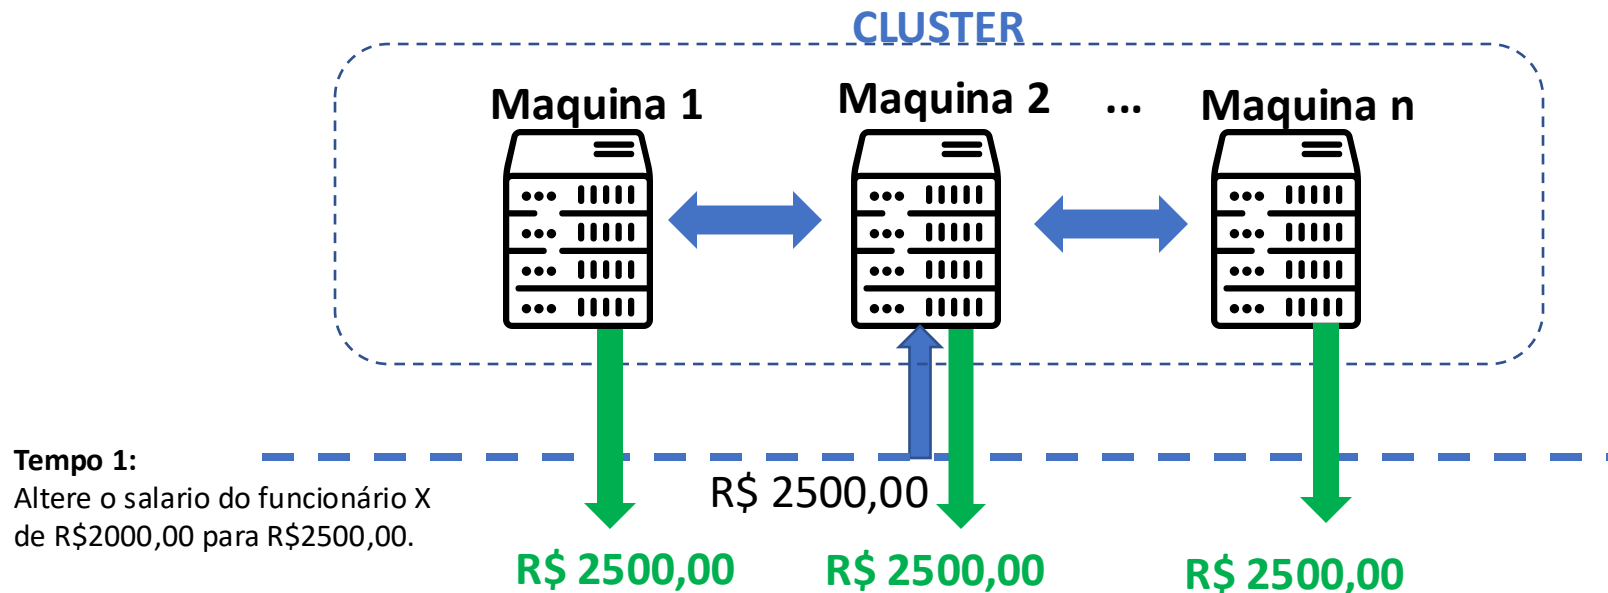 CLUSTER
Maquina 1
Maquina 2
...
Maquina n
Tempo 1:
Altere o salario do funcionário X
de R$2000,00 para R$2500,00.
R$ 2500,00
R$ 2500,00
R$ 2500,00
R$ 2500,00